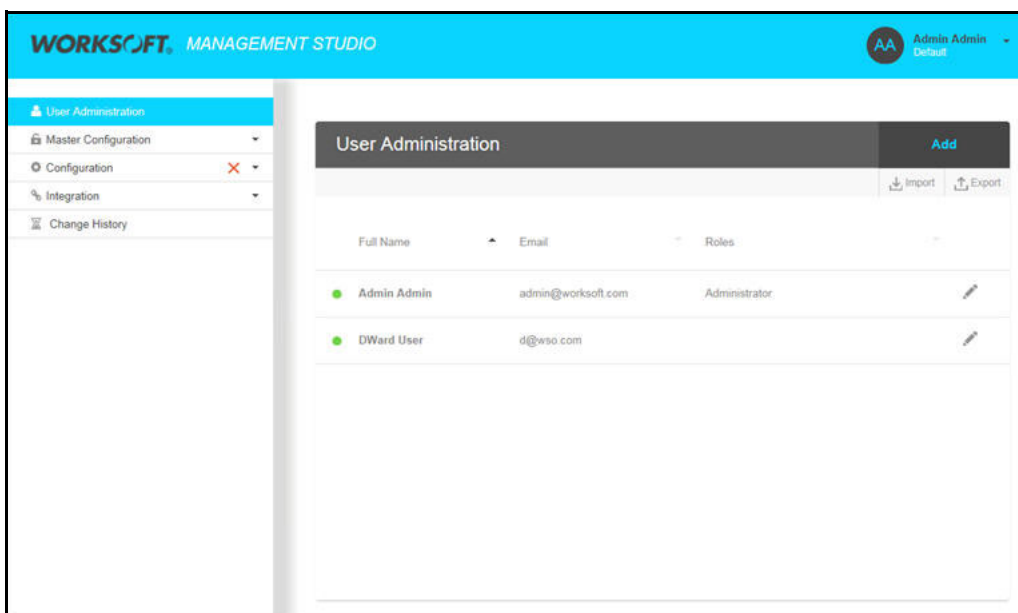 WORKSOFT® MANAGEMENT STUDIO
AA
Admin Admin
Default
User Administration
Master Configuration
Configuration
Integration
Change History
User Administration
Add
Import
Export
Full Name Email Roles
Admin Admin admin@worksoft.com Administrator
DWard User d@wso.com